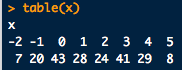 > table(x)
x
-2 -1 0 1 2 3 4 5
7 20 43 28 24 41 29 8